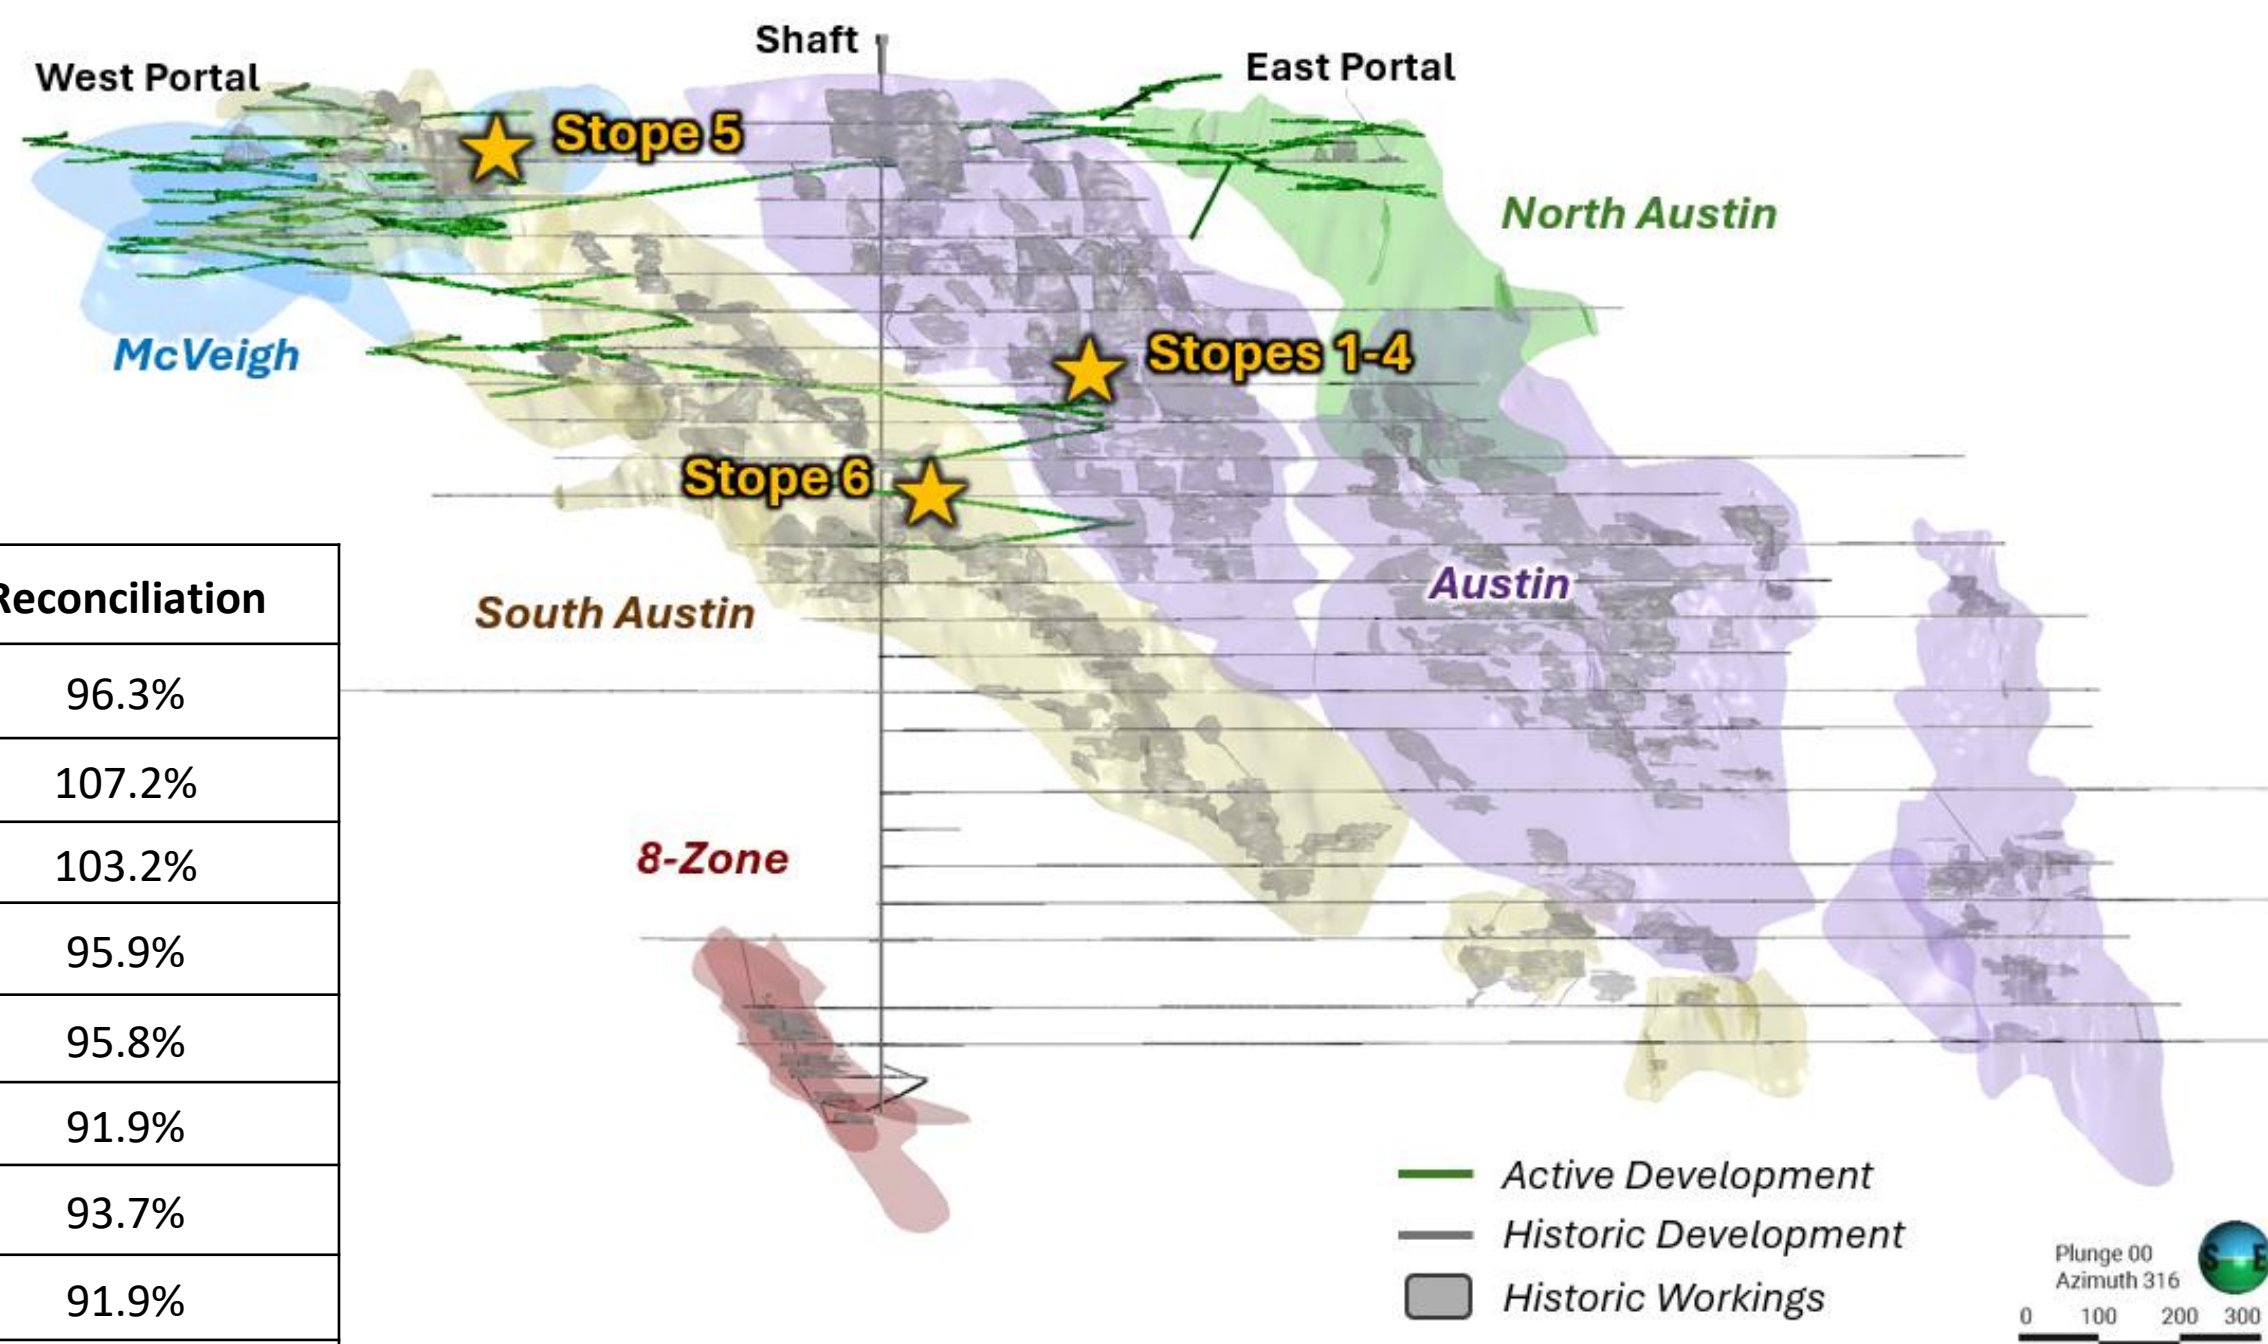 Shaft
West Portal
East Portal
Stope 5
North Austin
McVeigh
Stopes 1-4
Stope 6
Austin
South Austin
Reconciliation
96.3%
107.2%
103.2%
95.9%
95.8%
91.9%
93.7%
91.9%
8-Zone
Active Development
Historic Development
Historic Workings
Plunge 00
Azimuth 316
S E
0 100 200 300